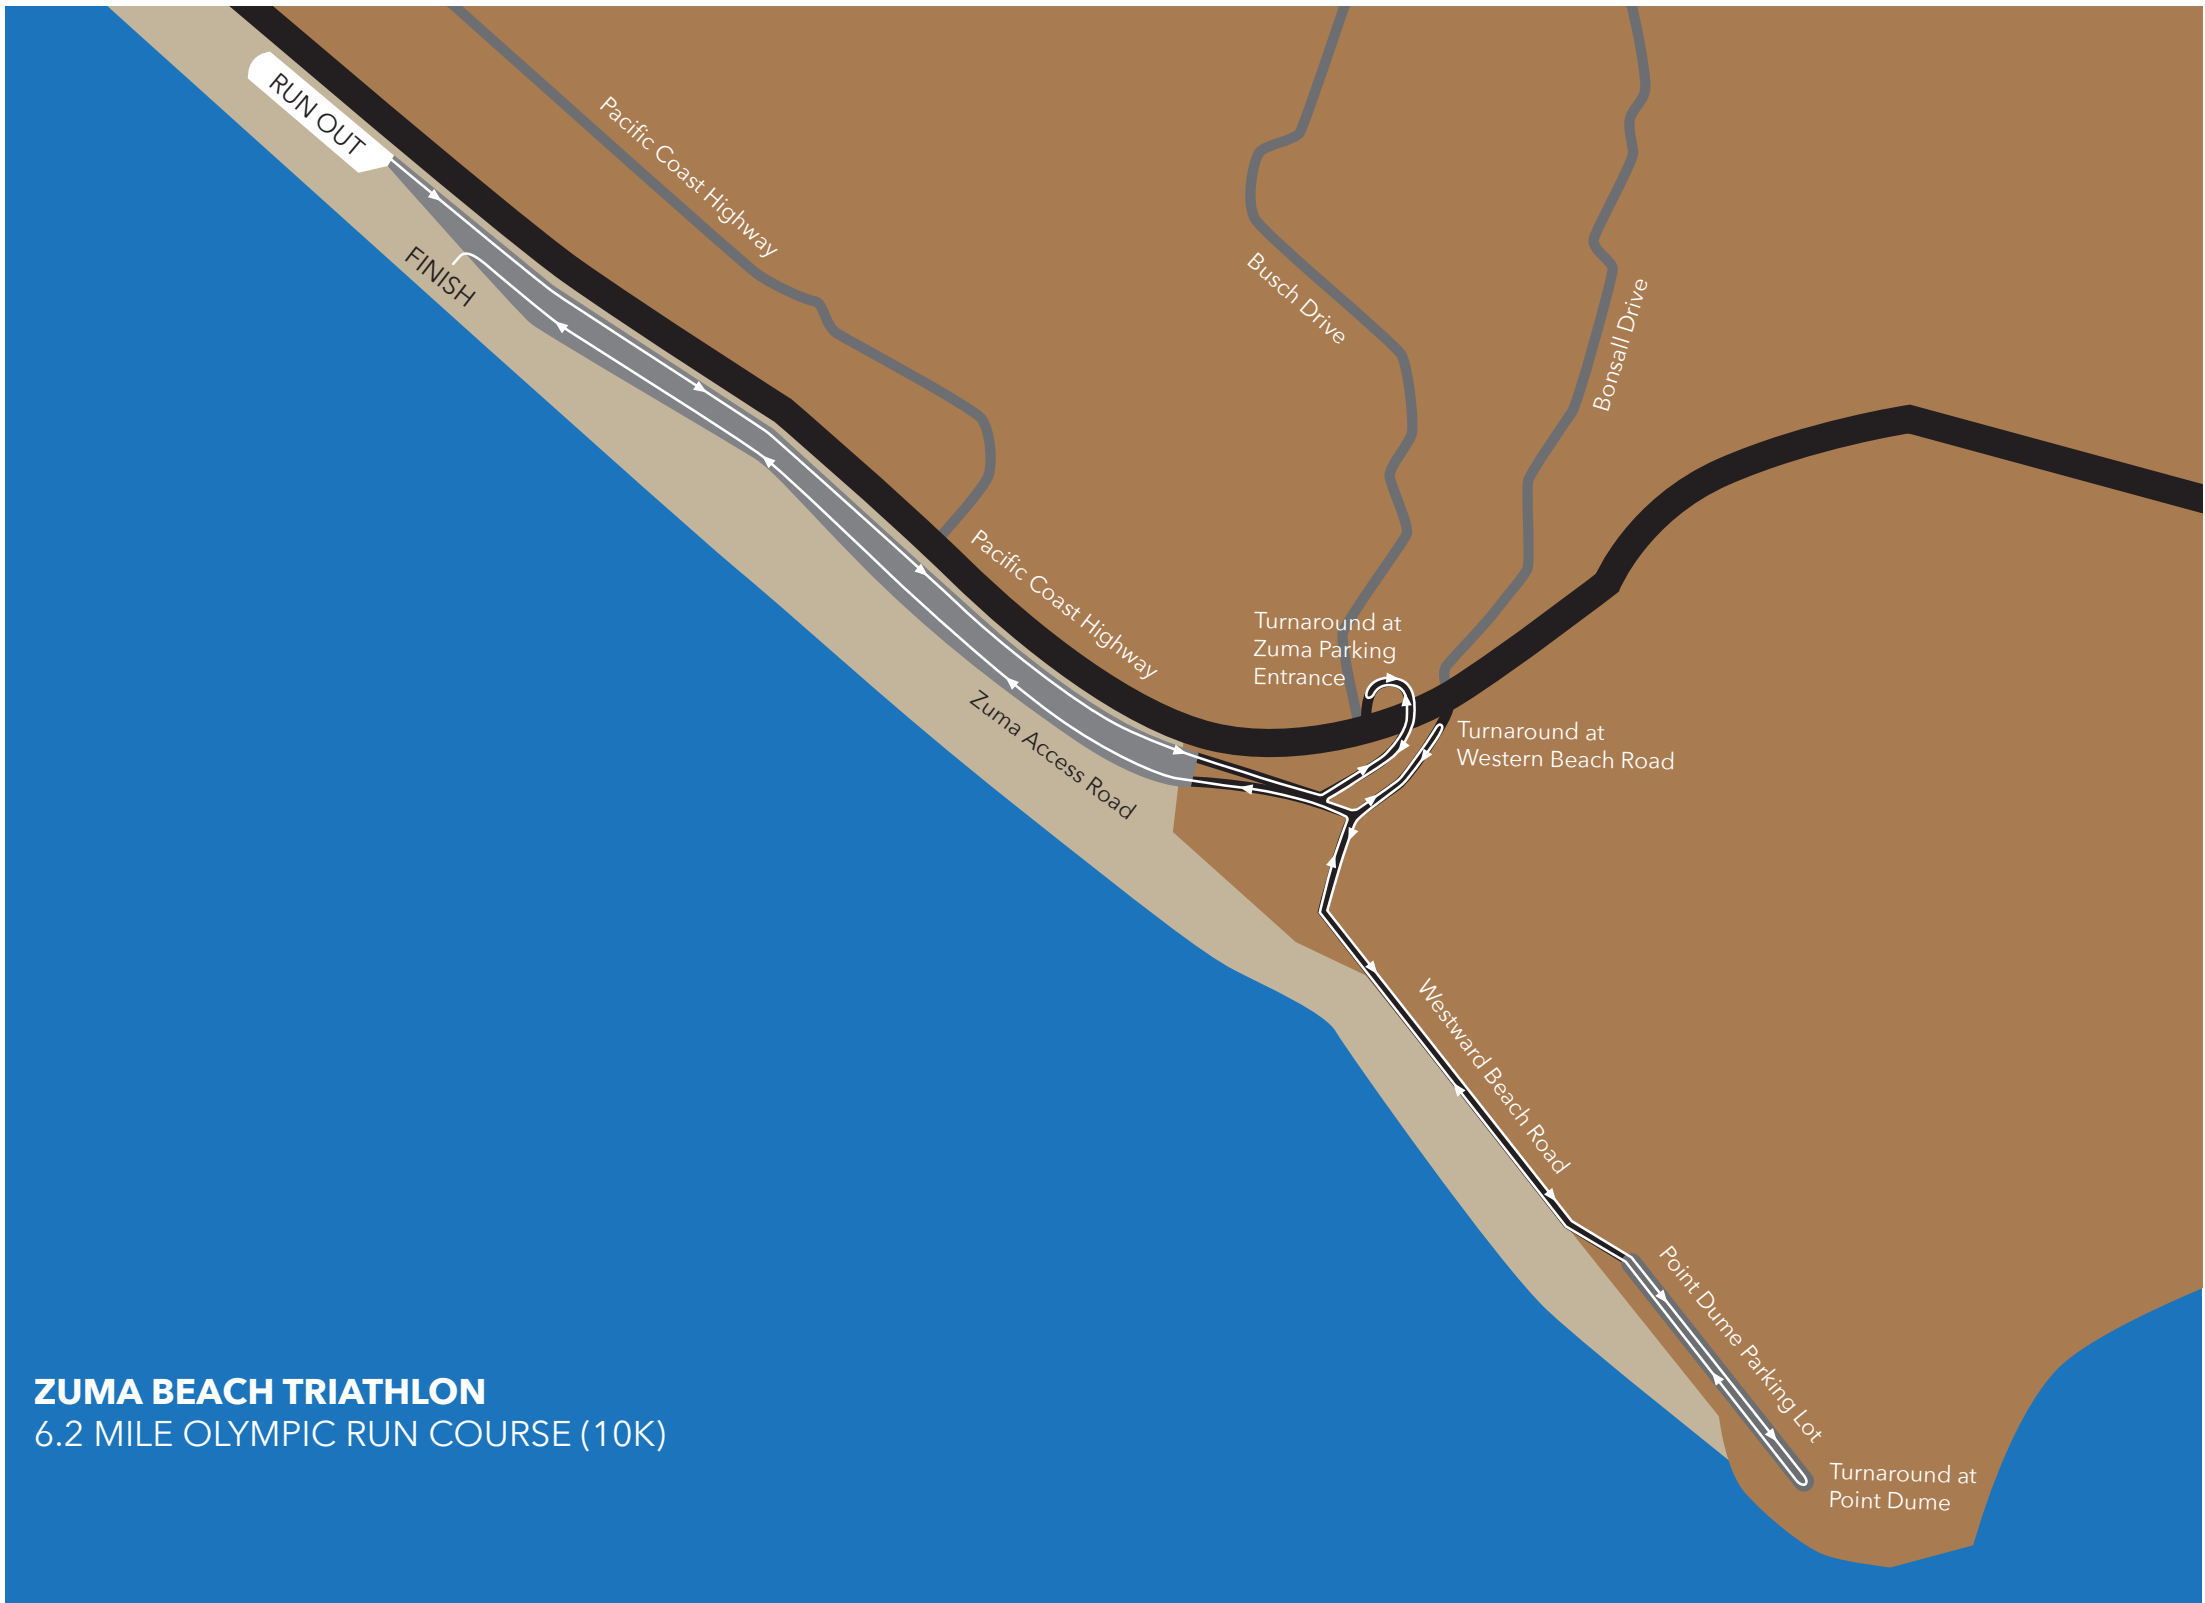 RUN OUT
FINISH
Pacific Coast Highway
Busch Drive
Bonsall Drive
Pacific Coast Highway
Turnaround at
Zuma Parking
Entrance
Zuma Access Road
Turnaround at
Western Beach Road
Westward Beach Road
Point Dume Parking Lot
Turnaround at
Point Dume
ZUMA BEACH TRIATHLON
6.2 MILE OLYMPIC RUN COURSE (10K)